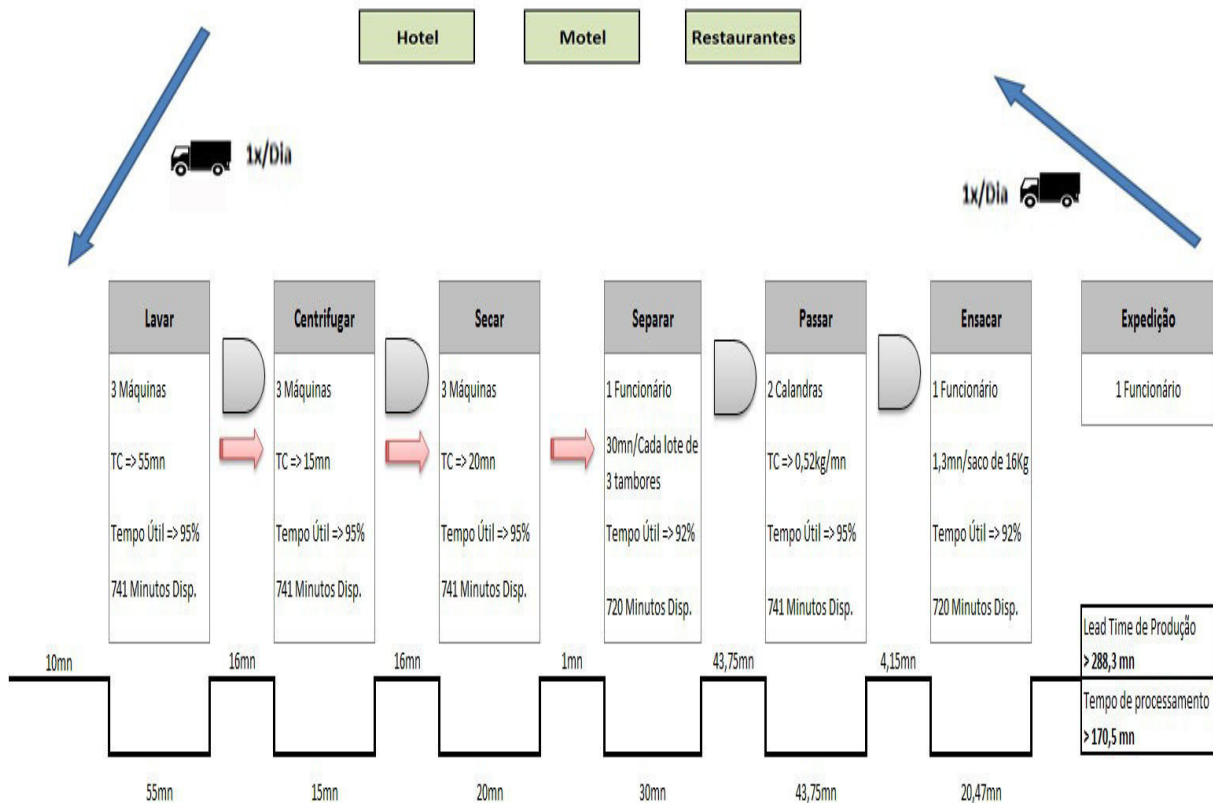 Hotel
Motel
Restaurantes
1x/Dia
1x/Dia
Lavar
3 Máquinas
TC => 55mn
Tempo Útil => 95%
741 Minutos Disp.
Centrifugar
3 Máquinas
TC => 15mn
Tempo Útil => 95%
741 Minutos Disp.
Secar
3 Máquinas
TC => 20mn
Tempo Útil => 95%
741 Minutos Disp.
Separar
1 Funcionário
30mn/Cada lote de
3 tambores
Tempo Útil => 92%
720 Minutos Disp.
Passar
2 Calandras
TC => 0,52kg/mn
Tempo Útil => 95%
741 Minutos Disp.
Ensacar
1 Funcionário
1,3mn/saco de 16Kg
Tempo Útil => 92%
720 Minutos Disp.
Expedição
1 Funcionário
10mn
16mn
16mn
1mn
43,75mn
4,15mn
Lead Time de Produção
> 288,3 mn
Tempo de processamento
> 170,5 mn
55mn
15mn
20mn
30mn
43,75mn
20,47mn